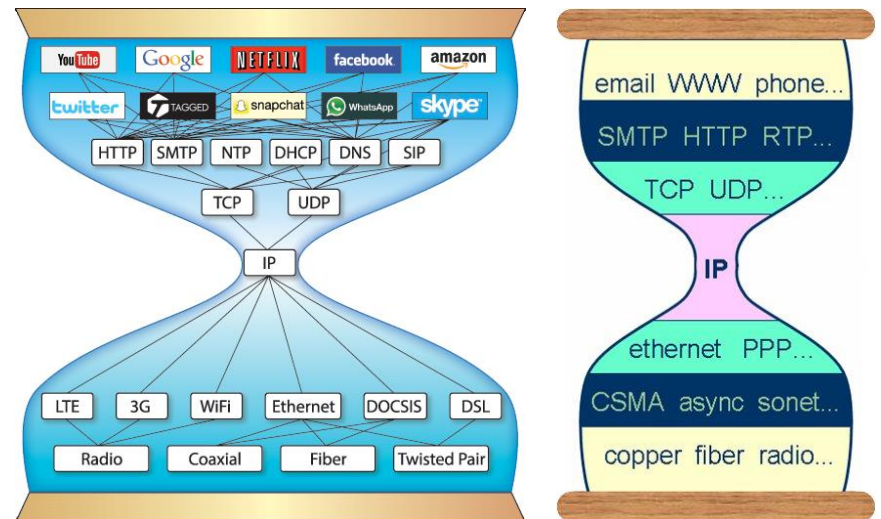 YouTube Google NETFLIX facebook amazon
twitter TAGGED snapchat WhatsApp skype
HTTP SMTP NTP DHCP DNS SIP
TCP UDP
IP
LTE 3G WiFi Ethernet DOCSIS DSL
Radio Coaxial Fiber Twisted Pair
email WWW phone...
SMTP HTTP RTP...
TCP UDP...
IP
ethernet PPP...
CSMA async sonet...
copper fiber radio...